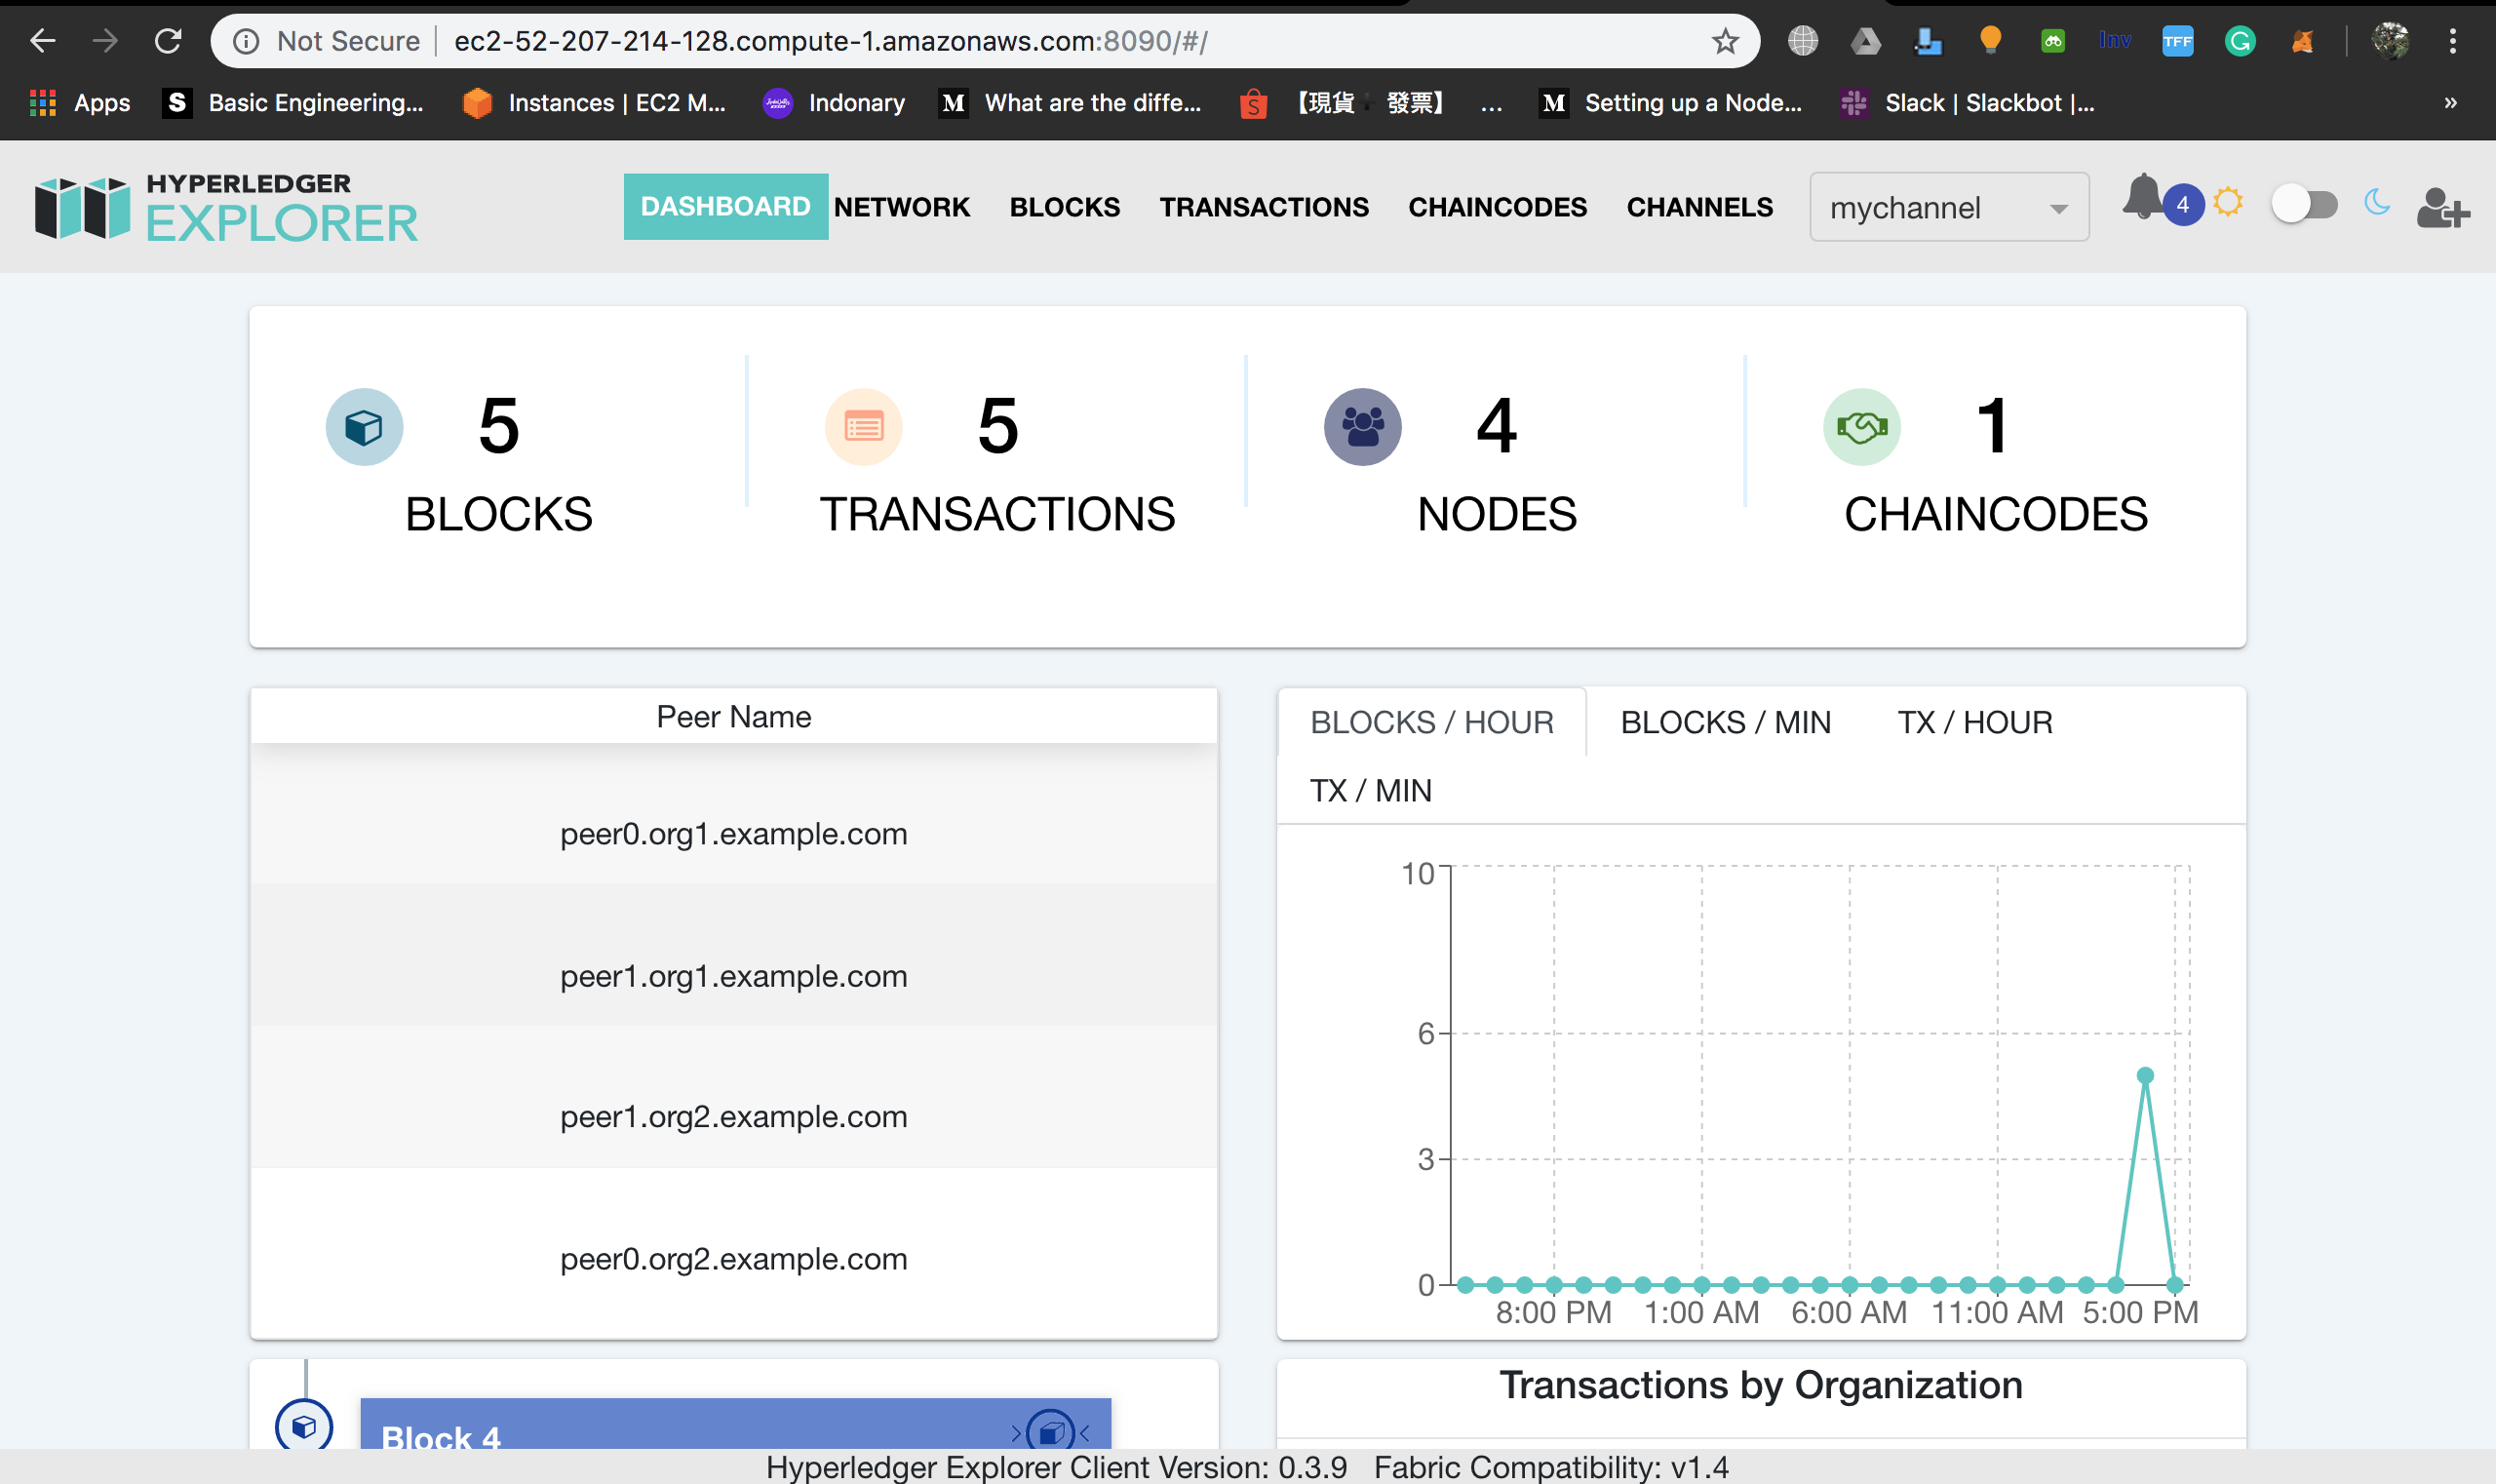 Not Secure ec2-52-207-214-128.compute-1.amazonaws.com:8090/#/ Inv TFF
Apps S Basic Engineering... Instances | EC2 M... Indonary M What are the diffe... 【現貨➕ 發票】 ... M Setting up a Node... Slack | Slackbot |... »
HYPERLEDGER
EXPLORER
DASHBOARD NETWORK BLOCKS TRANSACTIONS CHAINCODES CHANNELS mychannel 4
5 5 4 1
BLOCKS TRANSACTIONS NODES CHAINCODES
Peer Name
peer0.org1.example.com
peer1.org1.example.com
peer1.org2.example.com
peer0.org2.example.com
BLOCKS / HOUR BLOCKS / MIN TX / HOUR
TX / MIN
10
6
3
0
8:00 PM 1:00 AM 6:00 AM 11:00 AM 5:00 PM
Block 4
Transactions by Organization
Hyperledger Explorer Client Version: 0.3.9 Fabric Compatibility: v1.4